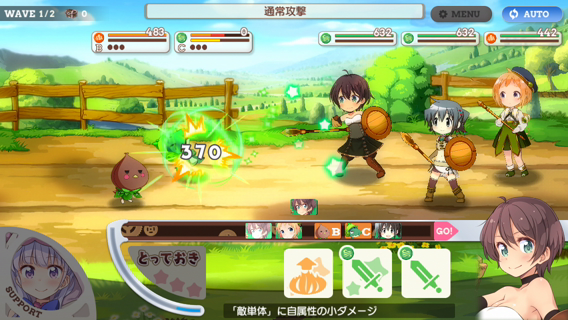 WAVE 1/2 0
通常攻撃
MENU
AUTO
483
B
0
C
632
632
442
370
B C GO!
とっておき
SUPPORT
「敵単体」に自属性の小ダメージ